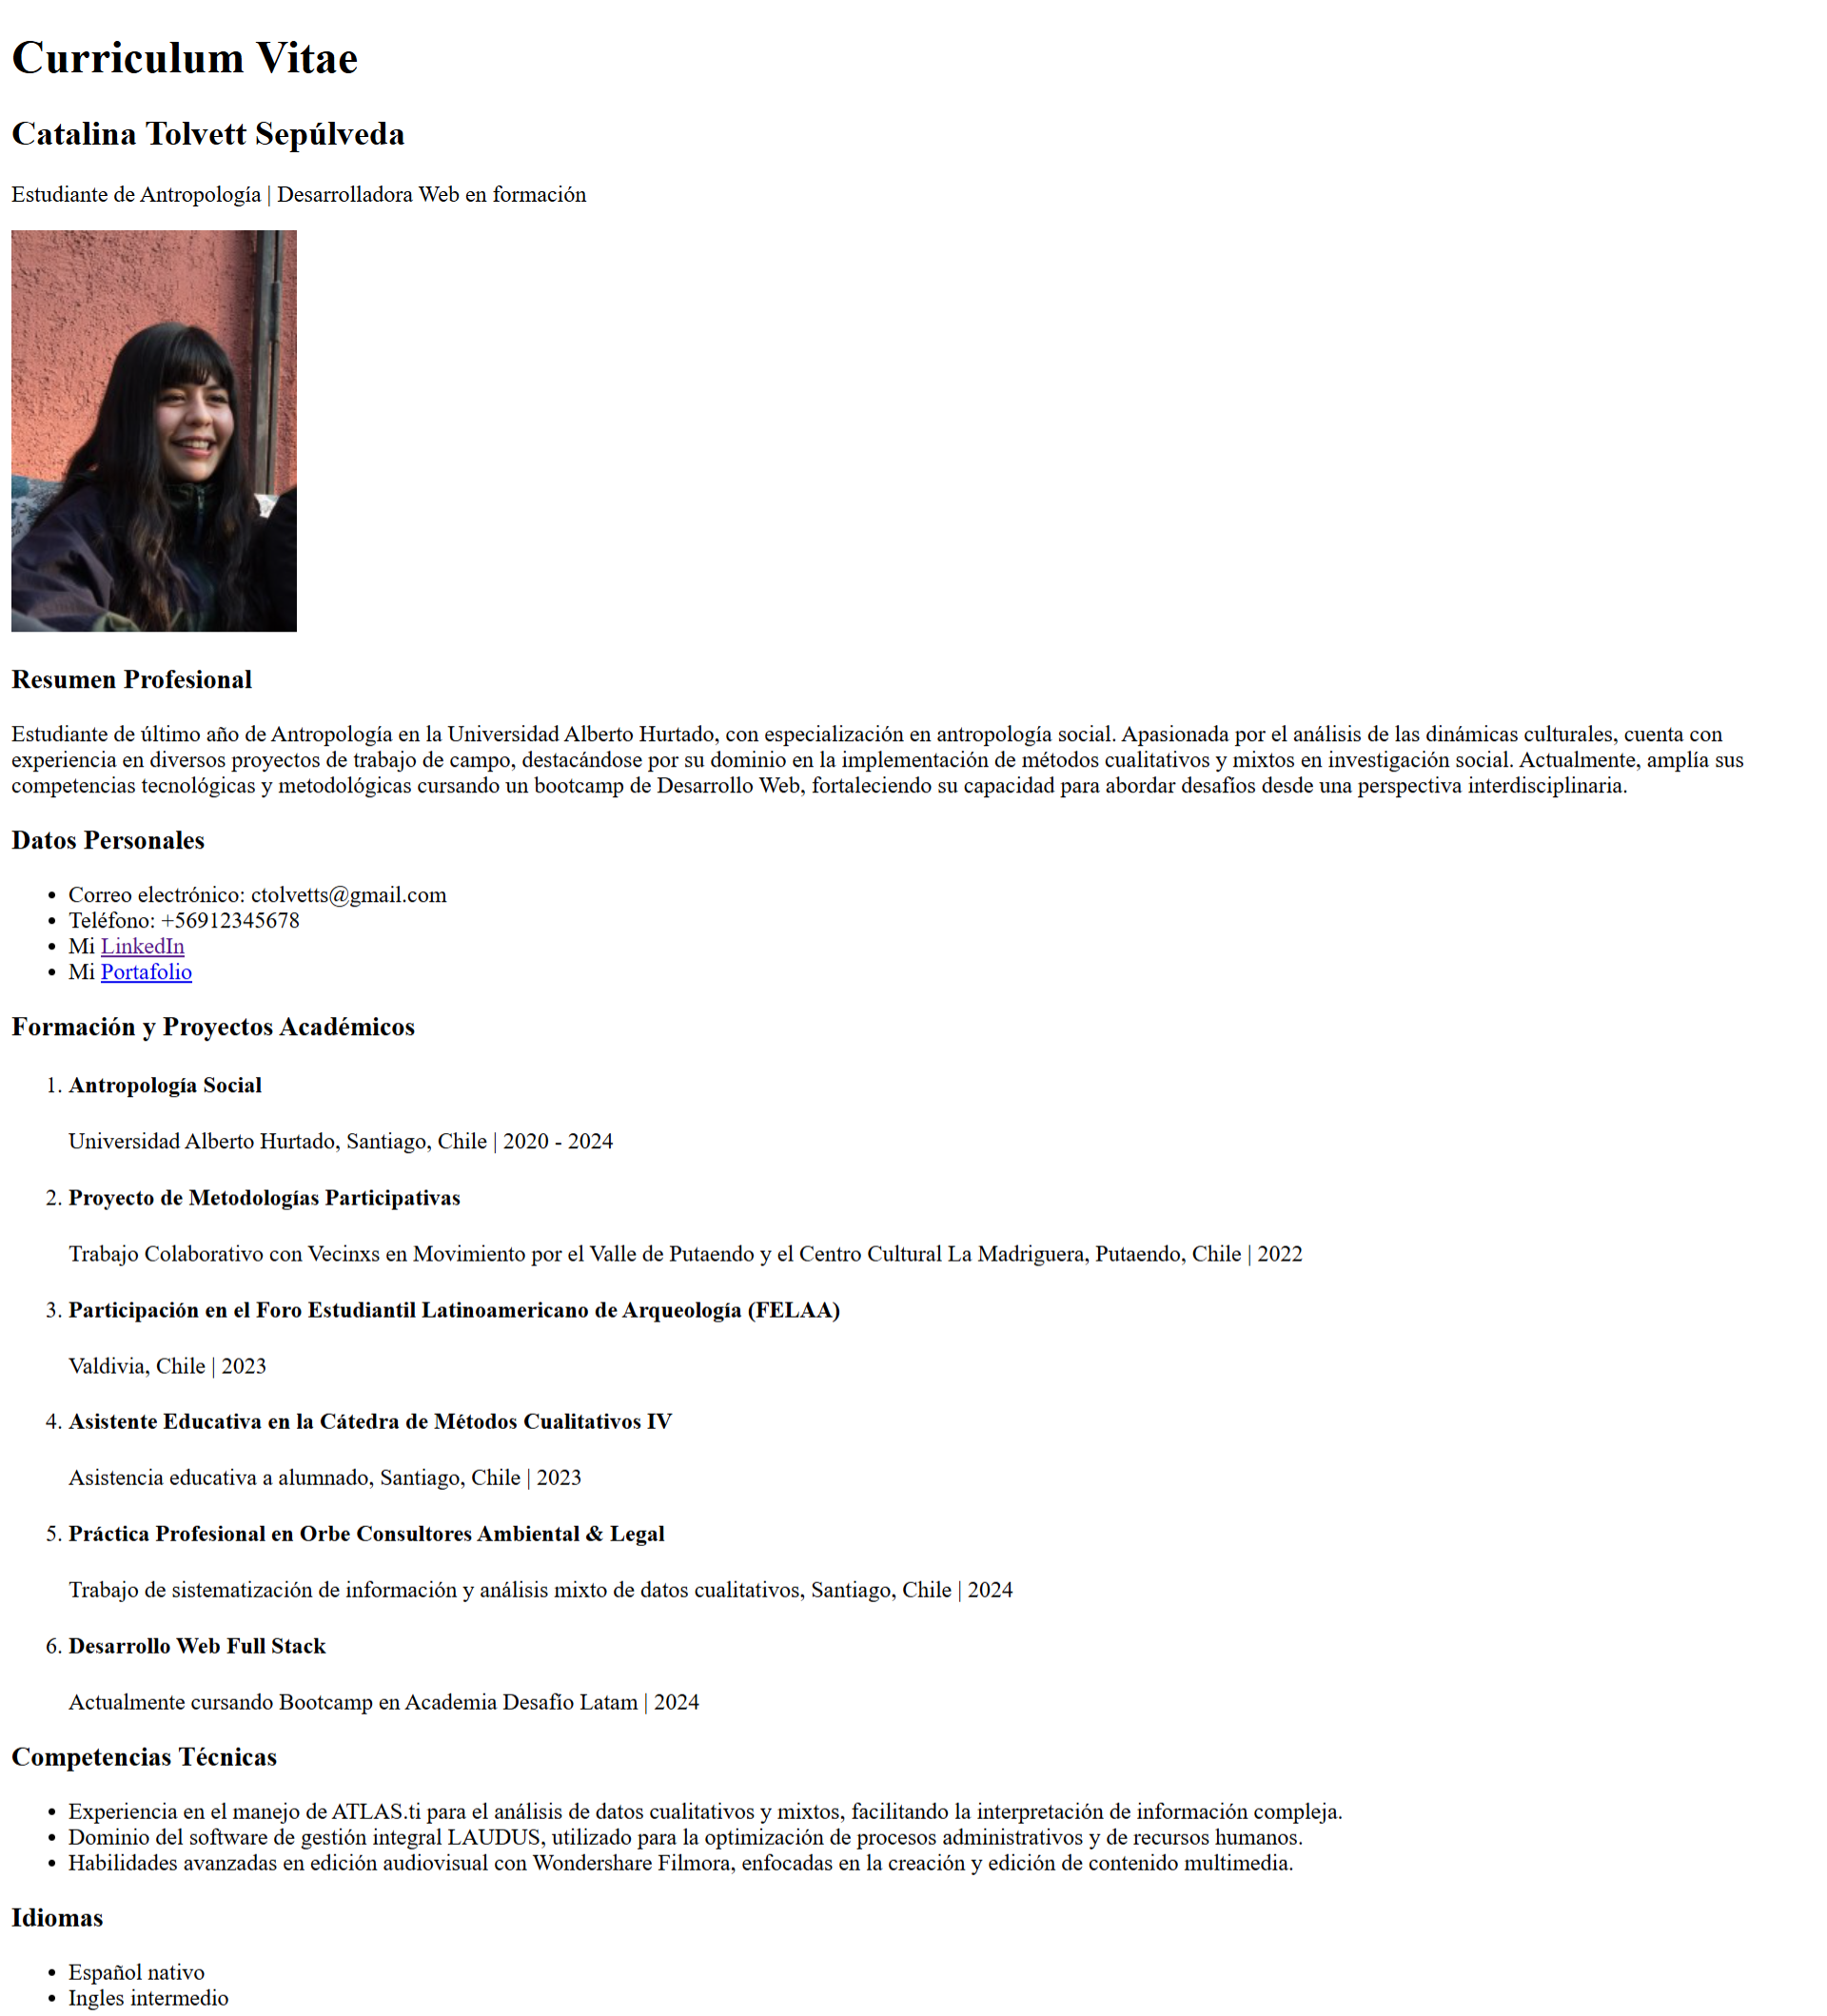 Curriculum Vitae
Catalina Tolvett Sepúlveda
Estudiante de Antropología | Desarrolladora Web en formación
Resumen Profesional
Estudiante de último año de Antropología en la Universidad Alberto Hurtado, con especialización en antropología social. Apasionada por el análisis de las dinámicas culturales, cuenta con
experiencia en diversos proyectos de trabajo de campo, destacándose por su dominio en la implementación de métodos cualitativos y mixtos en investigación social. Actualmente, amplía sus
competencias tecnológicas y metodológicas cursando un bootcamp de Desarrollo Web, fortaleciendo su capacidad para abordar desafíos desde una perspectiva interdisciplinaria.
Datos Personales
• Correo electrónico: ctolvetts@gmail.com
• Teléfono: +56912345678
• Mi LinkedIn
• Mi Portafolio
Formación y Proyectos Académicos
1. Antropología Social
Universidad Alberto Hurtado, Santiago, Chile | 2020 - 2024
2. Proyecto de Metodologías Participativas
Trabajo Colaborativo con Vecinxs en Movimiento por el Valle de Putaendo y el Centro Cultural La Madriguera, Putaendo, Chile | 2022
3. Participación en el Foro Estudiantil Latinoamericano de Arqueología (FELAA)
Valdivia, Chile | 2023
4. Asistente Educativa en la Cátedra de Métodos Cualitativos IV
Asistencia educativa a alumnado, Santiago, Chile | 2023
5. Práctica Profesional en Orbe Consultores Ambiental & Legal
Trabajo de sistematización de información y análisis mixto de datos cualitativos, Santiago, Chile | 2024
6. Desarrollo Web Full Stack
Actualmente cursando Bootcamp en Academia Desafío Latam | 2024
Competencias Técnicas
• Experiencia en el manejo de ATLAS.ti para el análisis de datos cualitativos y mixtos, facilitando la interpretación de información compleja.
• Dominio del software de gestión integral LAUDUS, utilizado para la optimización de procesos administrativos y de recursos humanos.
• Habilidades avanzadas en edición audiovisual con Wondershare Filmora, enfocadas en la creación y edición de contenido multimedia.
Idiomas
• Español nativo
• Ingles intermedio